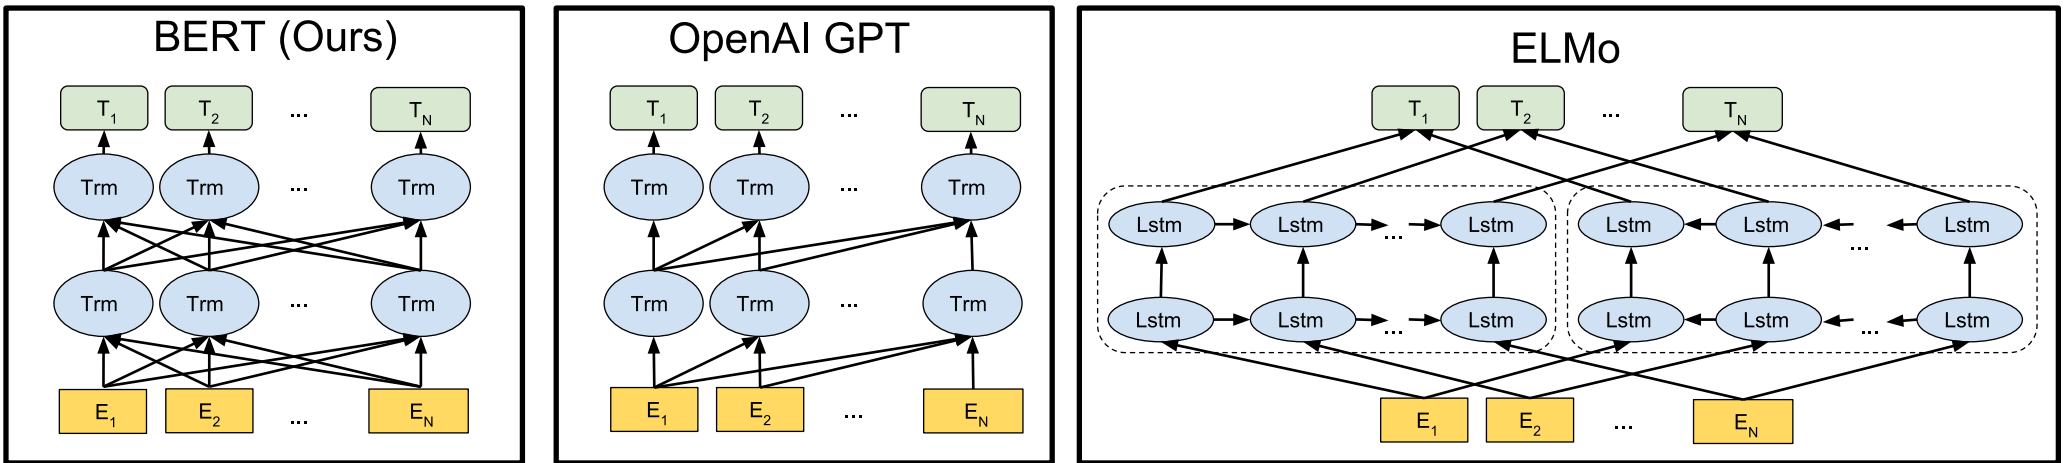 BERT (Ours)
T1 T2 ... TN
Trm Trm ... Trm
Trm Trm ... Trm
E1 E2 ... EN
OpenAI GPT
T1 T2 ... TN
Trm Trm ... Trm
Trm Trm ... Trm
E1 E2 ... EN
ELMo
T1 T2 ... TN
Lstm Lstm ... Lstm Lstm Lstm ... Lstm
Lstm Lstm ... Lstm Lstm Lstm ... Lstm
E1 E2 ... EN